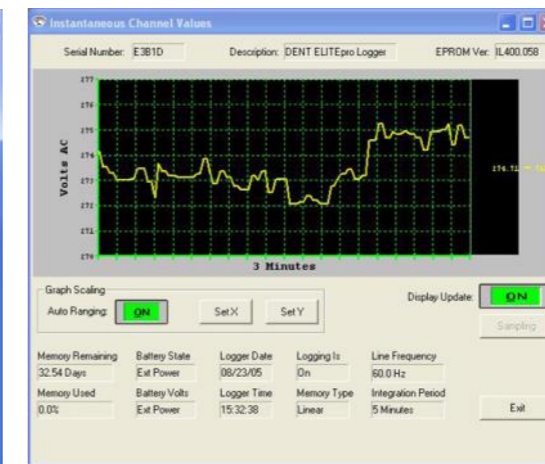 Instantaneous Channel Values
Serial Number: E3B1D Description: DENT ELITEpro Logger EPROM Ver: IL400.058
Volts AC
3 Minutes
Graph Scaling
Auto Ranging: ON Set X Set Y
Display Update: ON
Sampling
Memory Remaining Battery State Logger Date Logging Is Line Frequency
32.54 Days Ext Power 08/23/05 On 60.0 Hz
Memory Used Battery Volts Logger Time Memory Type Integration Period
0.0% Ext Power 15:32:38 Linear 5 Minutes Exit